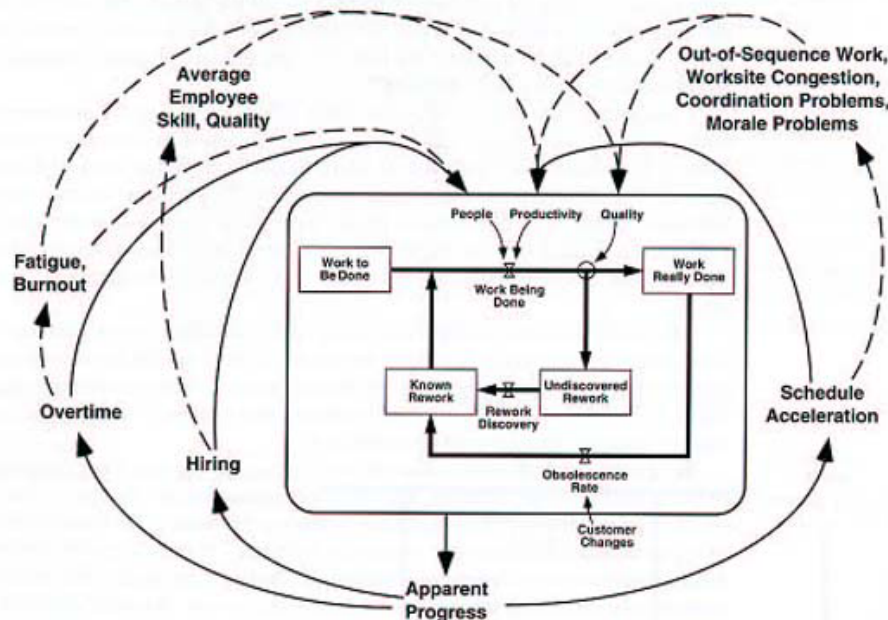 Out-of-Sequence Work,
Worksite Congestion,
Coordination Problems,
Morale Problems
Average
Employee
Skill, Quality
People
Productivity
Quality
Fatigue,
Burnout
Work to
Be Done
Work Being
Done
Work
Really Done
Known
Rework
Rework
Discovery
Undiscovered
Rework
Overtime
Schedule
Acceleration
Hiring
Obsolescence
Rate
Customer
Changes
Apparent
Progress